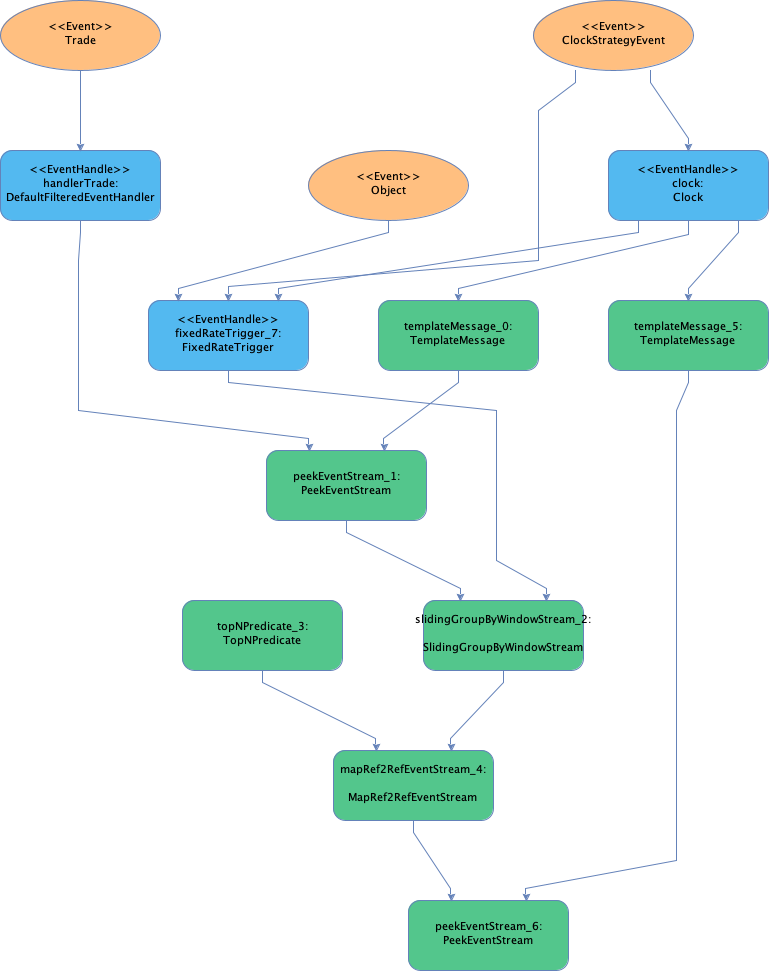 <<Event>>
Trade
<<Event>>
ClockStrategyEvent
<<EventHandle>>
handlerTrade:
DefaultFilteredEventHandler
<<Event>>
Object
<<EventHandle>>
clock:
Clock
<<EventHandle>>
fixedRateTrigger_7:
FixedRateTrigger
templateMessage_0:
TemplateMessage
templateMessage_5:
TemplateMessage
peekEventStream_1:
PeekEventStream
topNPredicate_3:
TopNPredicate
slidingGroupByWindowStream_2:
SlidingGroupByWindowStream
mapRef2RefEventStream_4:
MapRef2RefEventStream
peekEventStream_6:
PeekEventStream